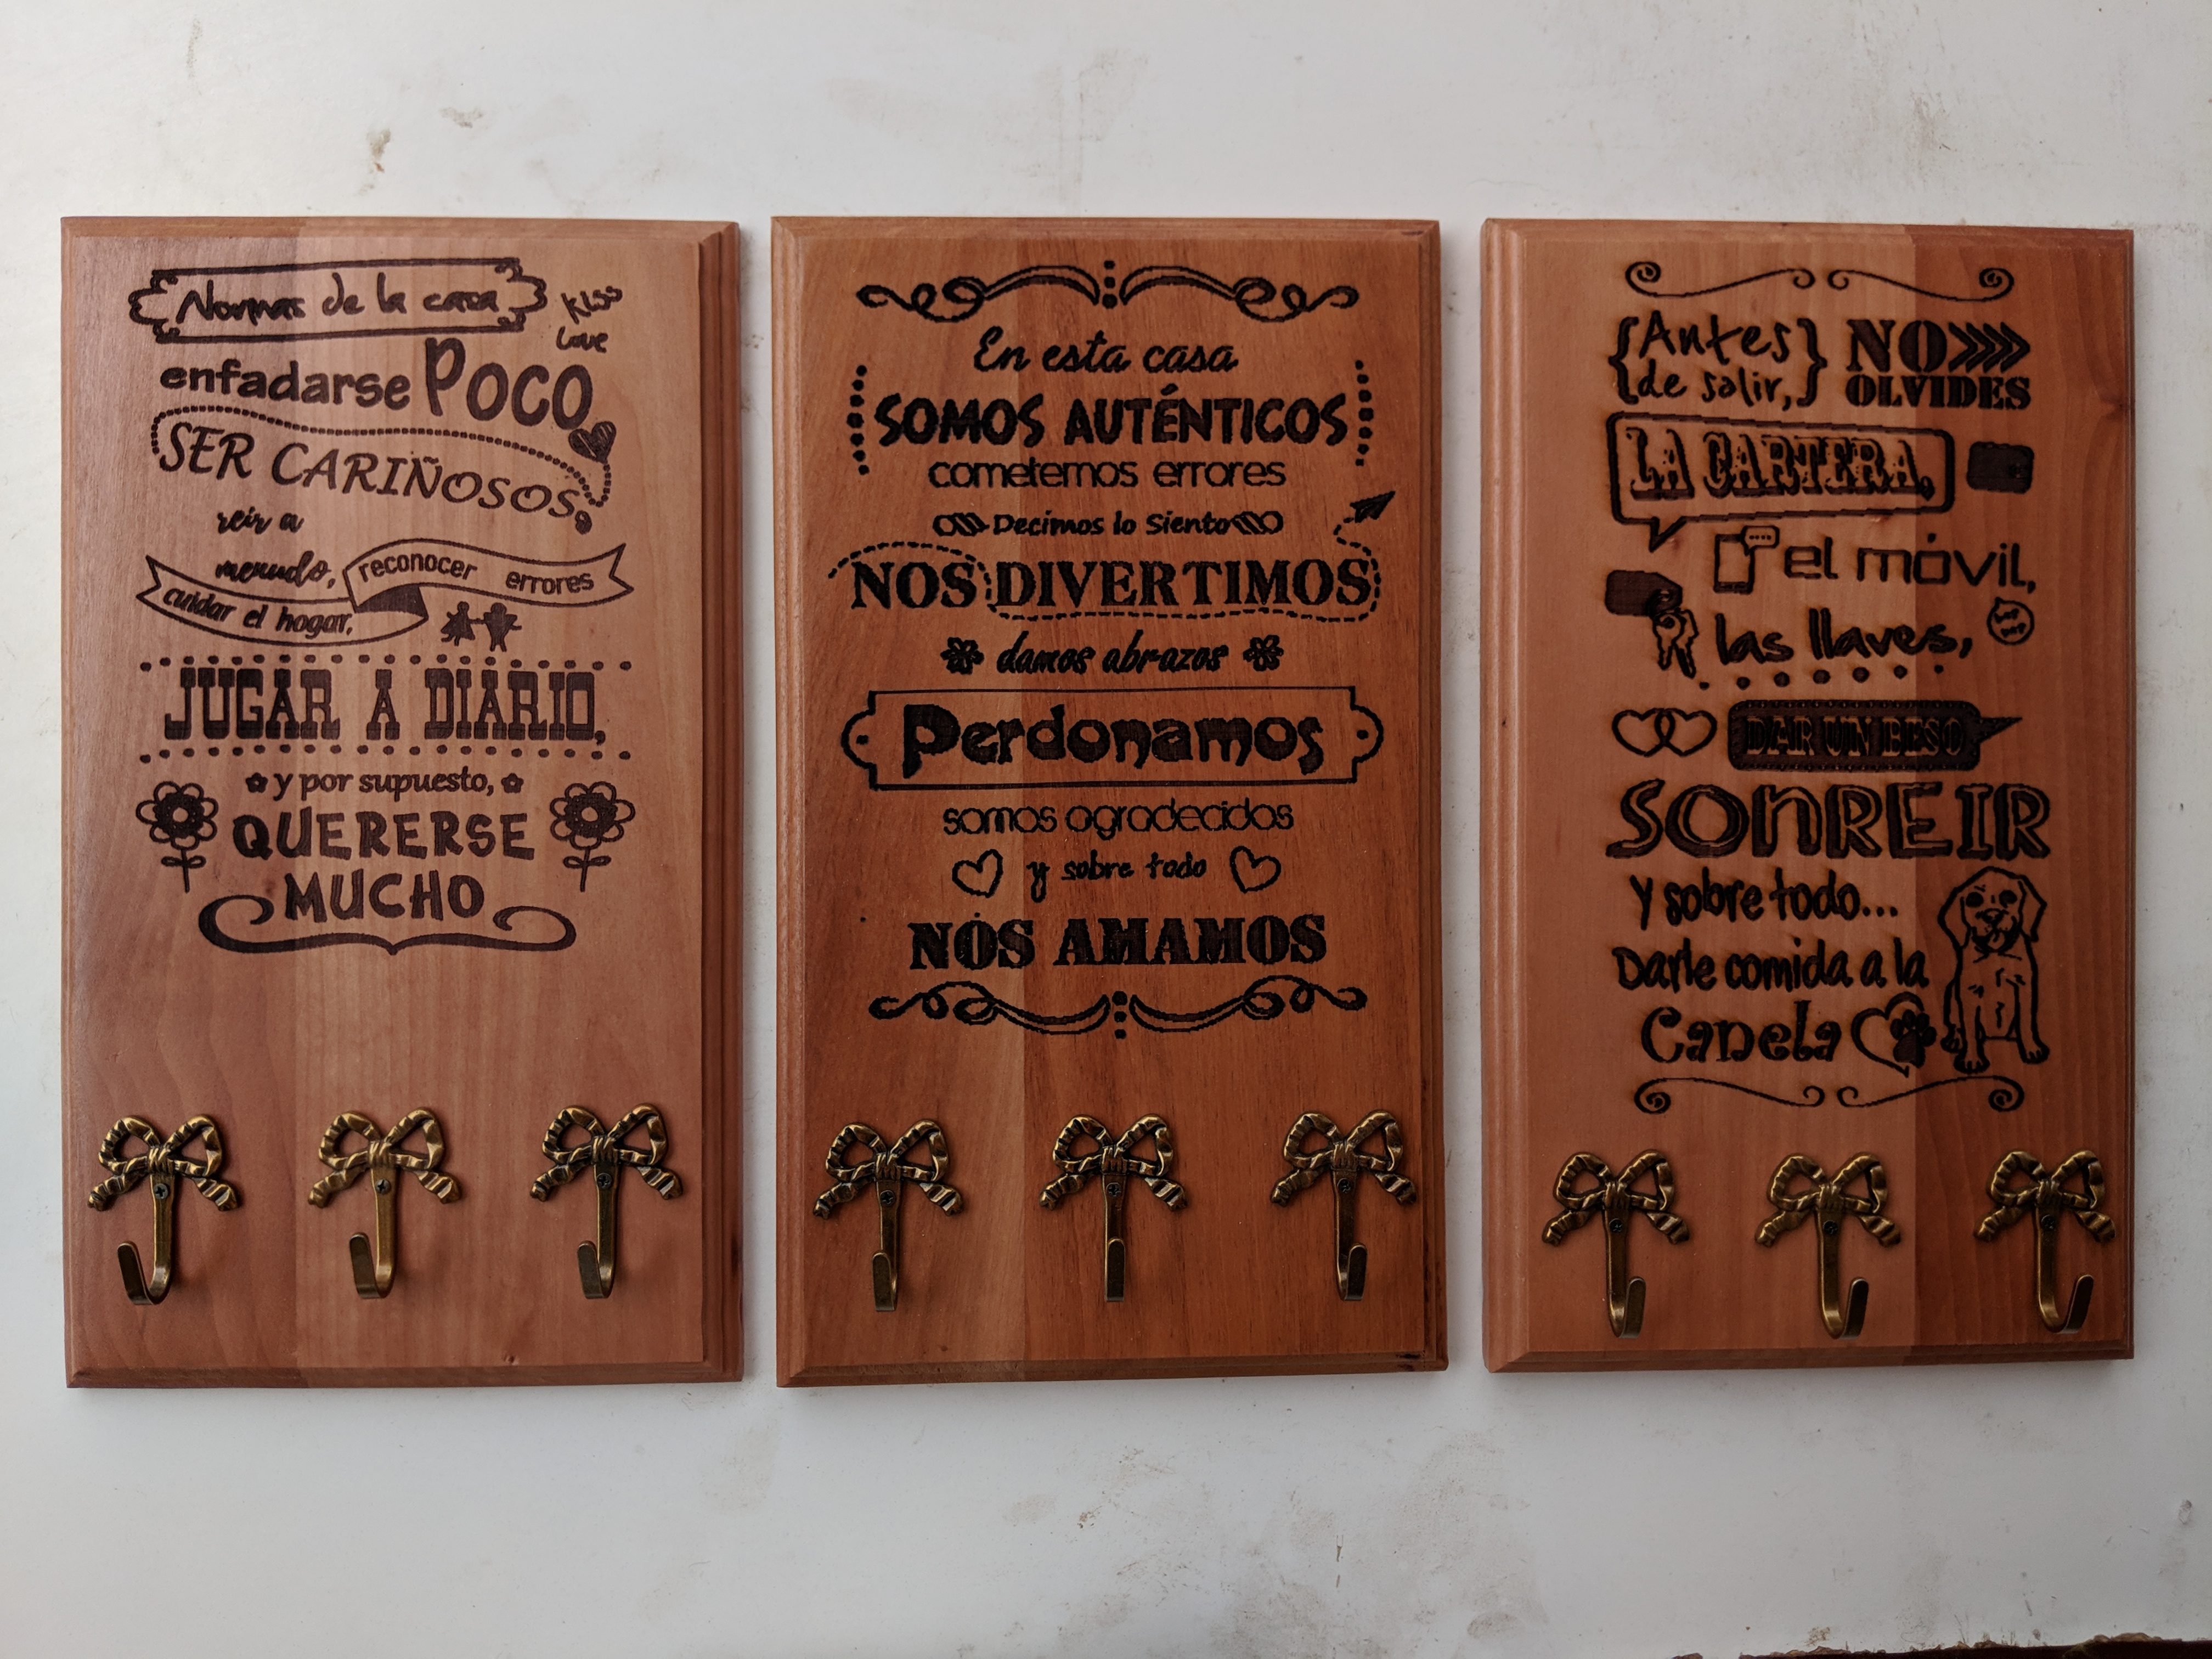 Normas de la casa
kiss
Love
enfadarse POCO,
SER CARIÑOSOS,
reir a
menudo,
reconocer errores
cuidar el hogar,
JUGAR A DIARIO,
y por supuesto,
QUERERSE
MUCHO
En esta casa
SOMOS AUTÉNTICOS
cometemos errores
Decimos lo Siento
NOS DIVERTIMOS
damos abrazos
Perdonamos
somos agradecidos
y sobre todo
NOS AMAMOS
{Antes de salir,}
NO
OLVIDES
LA CARTERA,
el móvil,
las llaves,
DAR UN BESO
SONREIR
Y sobre todo...
Darle comida a la
Canela